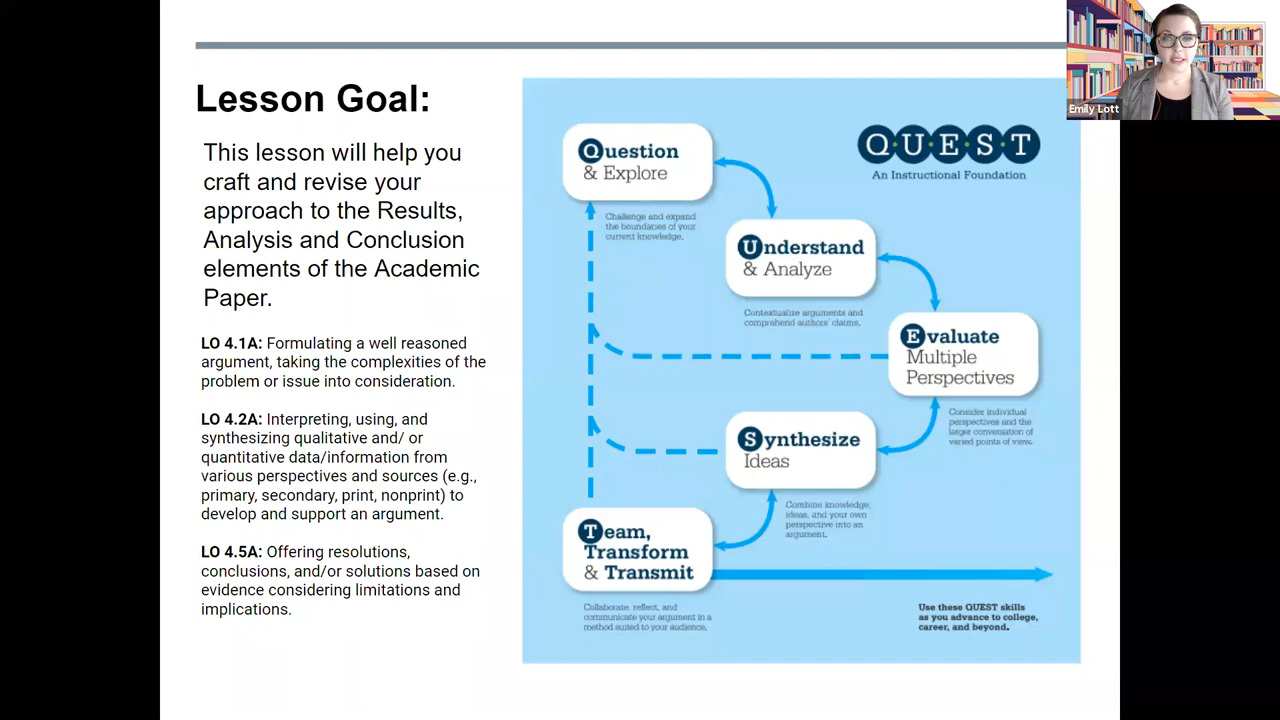 Lesson Goal:
This lesson will help you
craft and revise your
approach to the Results,
Analysis and Conclusion
elements of the Academic
Paper.
LO 4.1A: Formulating a well reasoned
argument, taking the complexities of the
problem or issue into consideration.
LO 4.2A: Interpreting, using, and
synthesizing qualitative and/ or
quantitative data/information from
various perspectives and sources (e.g.,
primary, secondary, print, nonprint) to
develop and support an argument.
LO 4.5A: Offering resolutions,
conclusions, and/or solutions based on
evidence considering limitations and
implications.
Q·U·E·S·T
An Instructional Foundation
Question
& Explore
Challenge and expand
the boundaries of your
current knowledge.
Understand
& Analyze
Contextualize arguments and
comprehend authors' claims.
Evaluate
Multiple
Perspectives
Consider individual
perspectives and the
larger conversation of
varied points of view.
Synthesize
Ideas
Combine knowledge,
ideas, and your own
perspective into an
argument.
Team,
Transform
& Transmit
Collaborate, reflect, and
communicate your argument in a
method suited to your audience.
Use these QUEST skills
as you advance to college,
career, and beyond.
Emily Lott